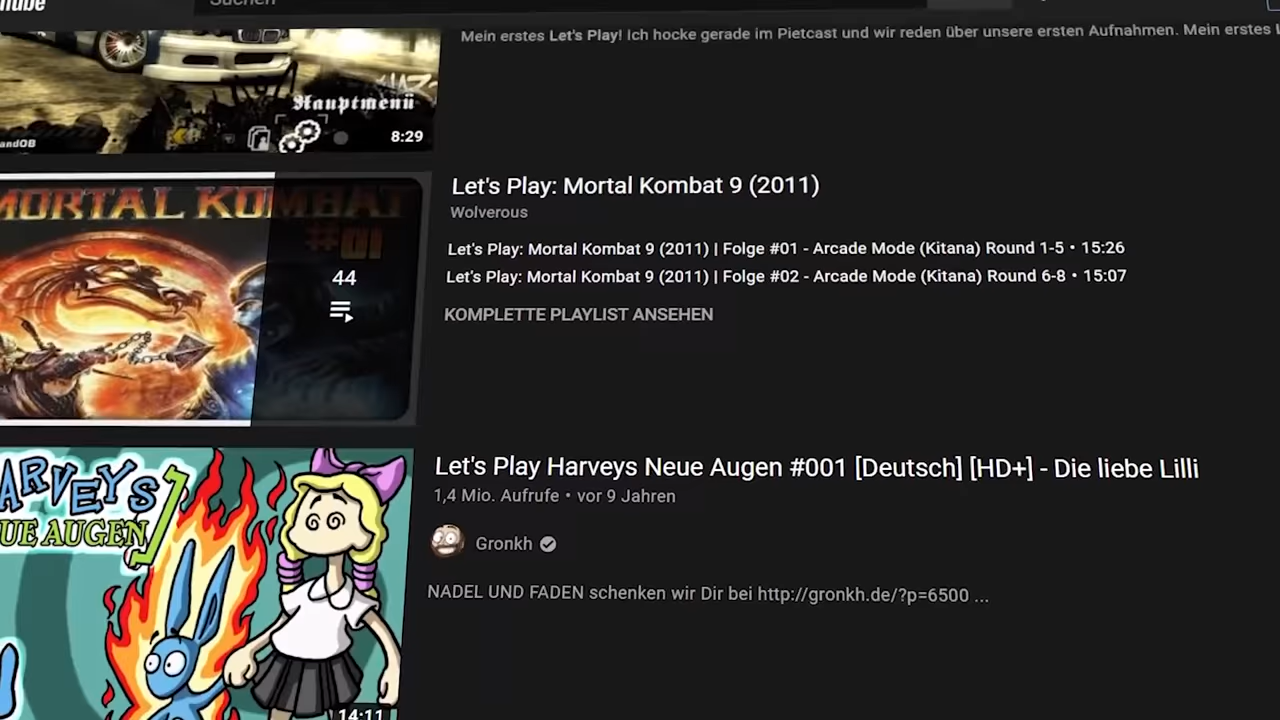 Suchen
Mein erstes Let's Play! Ich hocke gerade im Pietcast und wir reden über unsere ersten Aufnahmen. Mein erstes
Hauptmenü
8:29
Let's Play: Mortal Kombat 9 (2011)
Wolverous
MORTAL KOMBAT
#01
Let's Play: Mortal Kombat 9 (2011) | Folge #01 - Arcade Mode (Kitana) Round 1-5 • 15:26
44
Let's Play: Mortal Kombat 9 (2011) | Folge #02 - Arcade Mode (Kitana) Round 6-8 • 15:07
KOMPLETTE PLAYLIST ANSEHEN
Let's Play Harveys Neue Augen #001 [Deutsch] [HD+] - Die liebe Lilli
1,4 Mio. Aufrufe • vor 9 Jahren
ARVEYS
UE AUGEN
Gronkh
NADEL UND FADEN schenken wir Dir bei http://gronkh.de/?p=6500 ...
14:11